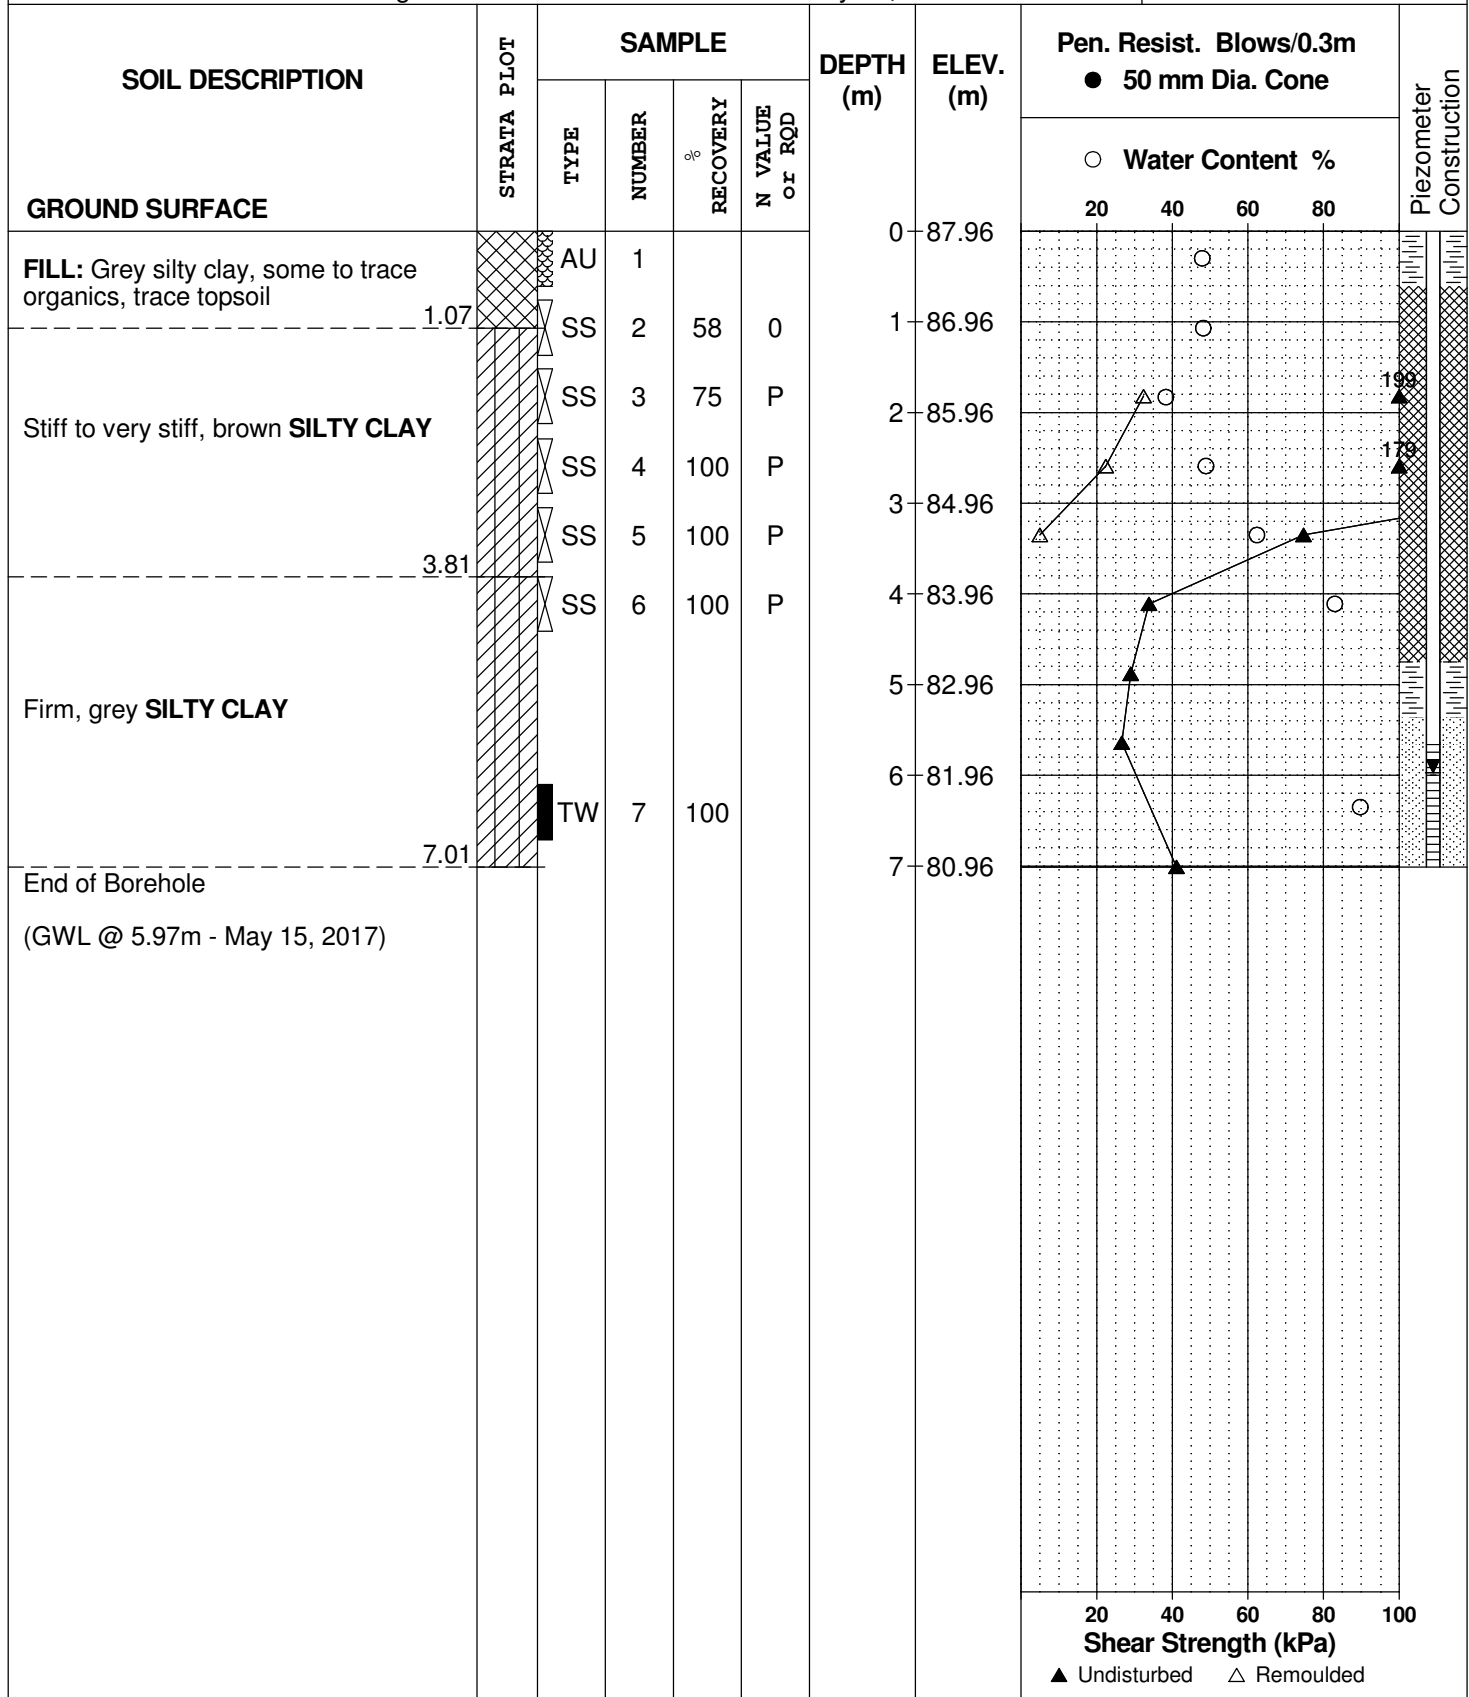 SOIL DESCRIPTION
GROUND SURFACE
STRATA PLOT
SAMPLE
TYPE
NUMBER
%
RECOVERY
N VALUE
or RQD
DEPTH
(m)
ELEV.
(m)
Pen. Resist. Blows/0.3m
● 50 mm Dia. Cone
○ Water Content %
20 40 60 80
Piezometer
Construction
FILL: Grey silty clay, some to trace
organics, trace topsoil
1.07
Stiff to very stiff, brown SILTY CLAY
3.81
Firm, grey SILTY CLAY
7.01
End of Borehole
(GWL @ 5.97m - May 15, 2017)
AU 1
SS 2 58 0
SS 3 75 P
SS 4 100 P
SS 5 100 P
SS 6 100 P
TW 7 100
0 87.96
1 86.96
2 85.96
3 84.96
4 83.96
5 82.96
6 81.96
7 80.96
199
179
20 40 60 80 100
Shear Strength (kPa)
▲ Undisturbed △ Remoulded